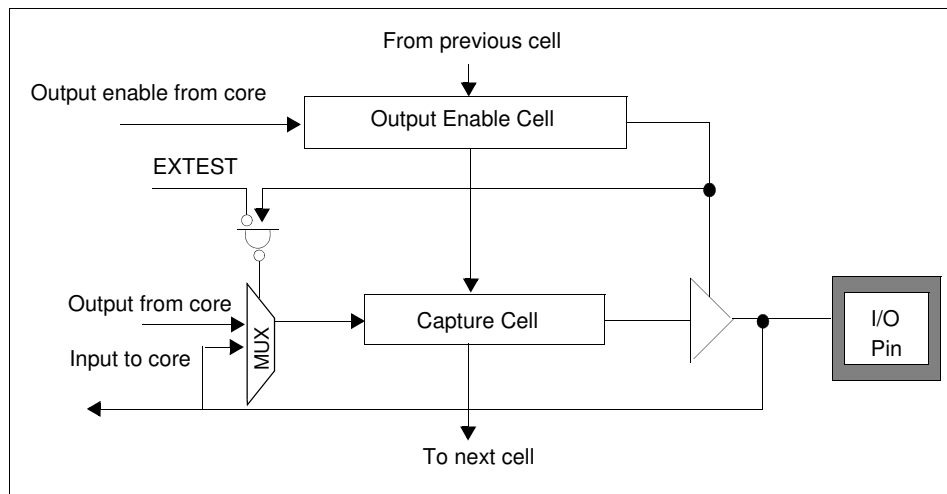 From previous cell
Output enable from core
Output Enable Cell
EXTEST
Output from core
Input to core
MUX
Capture Cell
I/O
Pin
To next cell